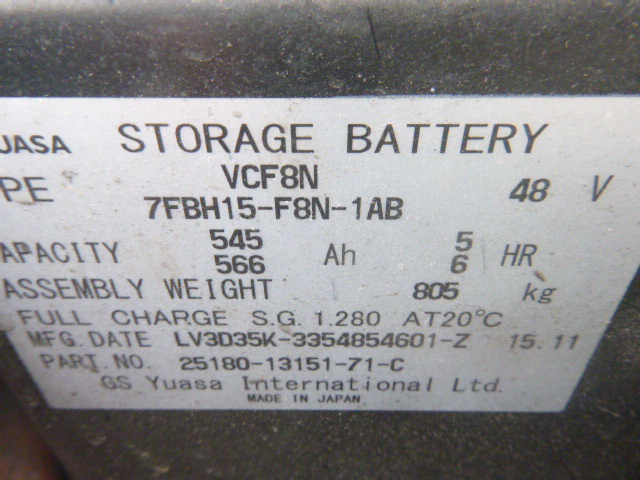 UASA STORAGE BATTERY
PE VCF8N 48 V
7FBH15-F8N-1AB
APACITY 545 Ah 5 HR
566 6
ASSEMBLY WEIGHT 805 kg
FULL CHARGE S.G. 1.280 AT20°C
MFG. DATE LV3D35K-3354854601-Z 15.11
PART. NO. 25180-13151-71-C
GS Yuasa International Ltd.
MADE IN JAPAN